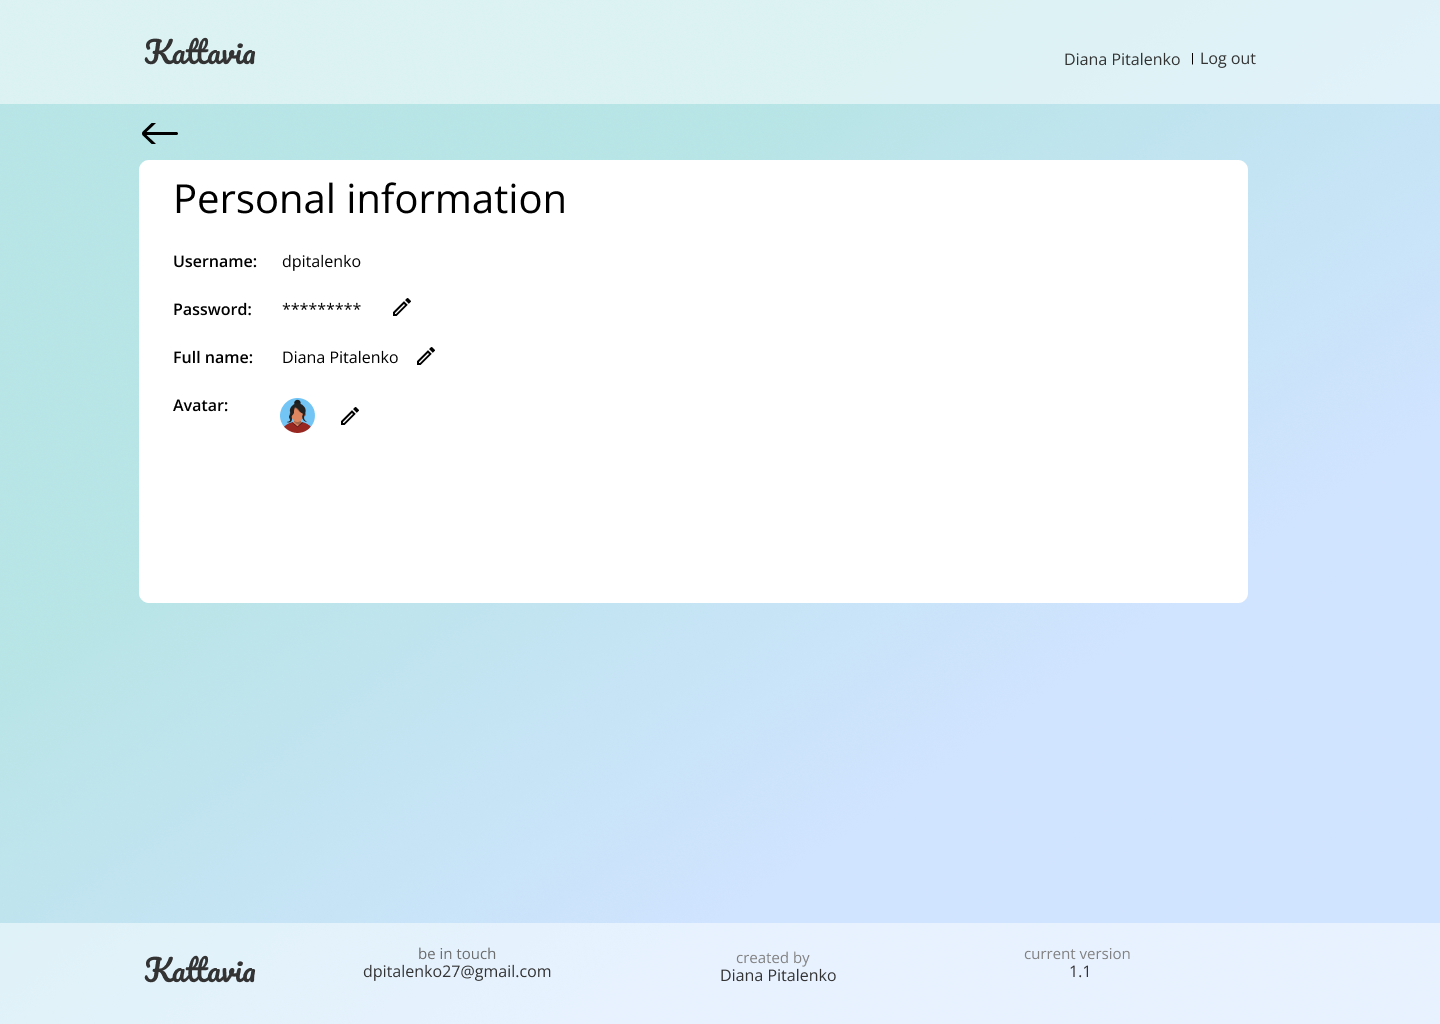 Kattavia
Diana Pitalenko | Log out
Personal information
Username: dpitalenko
Password: *********
Full name: Diana Pitalenko
Avatar:
Kattavia
be in touch
dpitalenko27@gmail.com
created by
Diana Pitalenko
current version
1.1